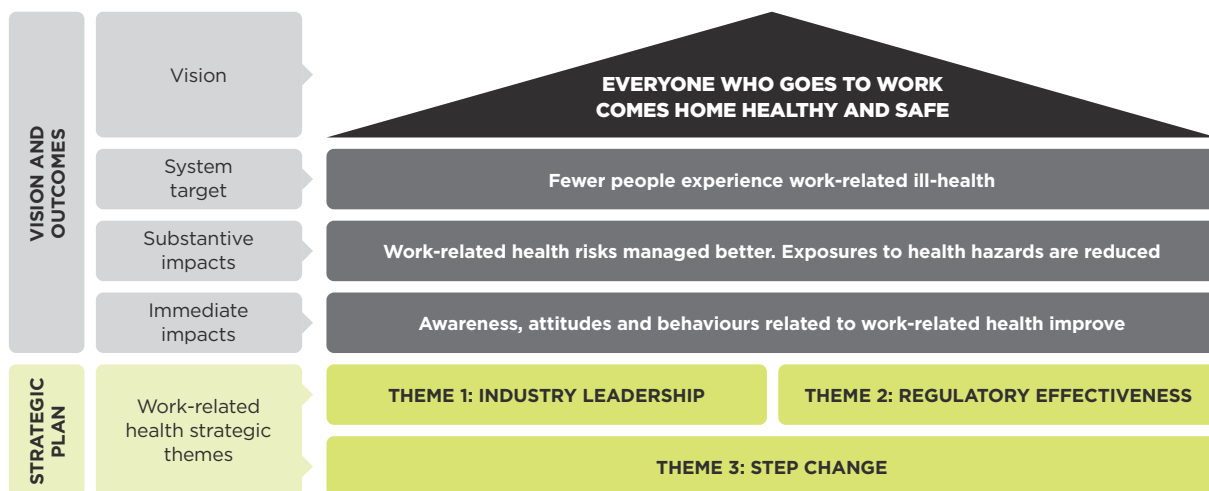 VISION AND
OUTCOMES
Vision
EVERYONE WHO GOES TO WORK
COMES HOME HEALTHY AND SAFE
System
target
Fewer people experience work-related ill-health
Substantive
impacts
Work-related health risks managed better. Exposures to health hazards are reduced
Immediate
impacts
Awareness, attitudes and behaviours related to work-related health improve
STRATEGIC
PLAN
Work-related
health strategic
themes
THEME 1: INDUSTRY LEADERSHIP
THEME 2: REGULATORY EFFECTIVENESS
THEME 3: STEP CHANGE